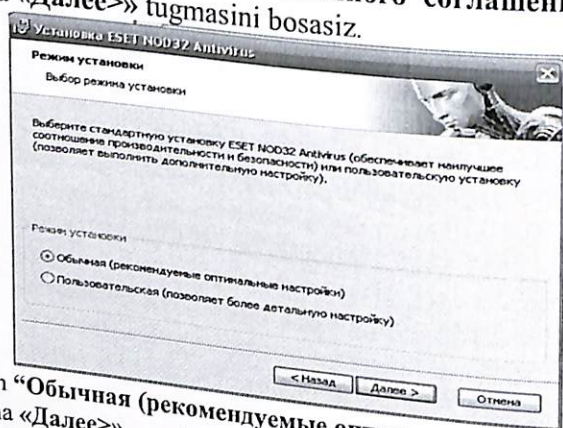 ного соглашени
«Далее>» tugmasini bosasiz.
Установка ESET NOD32 Antivirus
Режим установки
Выбор режима установки
Выберите стандартную установку ESET NOD32 Antivirus (обеспечивает наилучшее
соотношение производительности и безопасности) или пользовательскую установку
(позволяет выполнить дополнительную настройку).
Режим установки
Обычная (рекомендуемые оптимальные настройки)
Пользовательская (позволяет более детальную настройку)
< Назад Далее > Отмена
“Обычная (рекомендуемые
«Далее>»